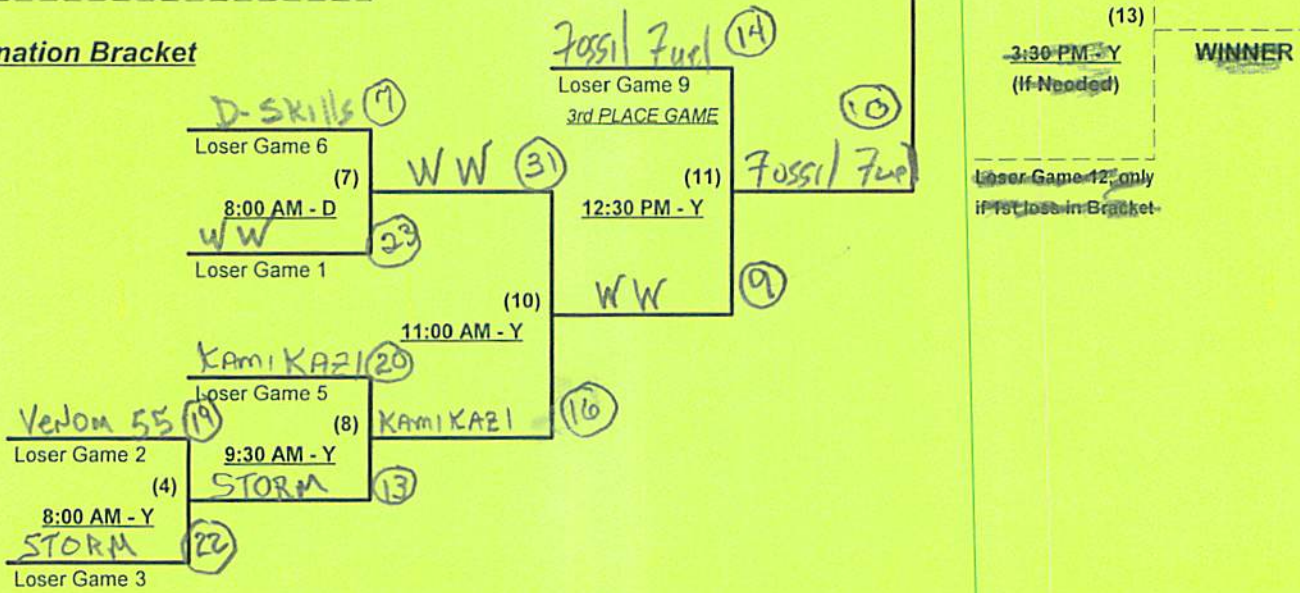 nation Bracket
Fossil Fuel 14
Loser Game 9
3rd PLACE GAME
(13)
3:30 PM - Y
WINNER
(If Needed)
D-Skills 7
Loser Game 6
(7)
WW 31
8:00 AM - D
WW 23
Loser Game 1
(11)
12:30 PM - Y
10
Fossil Fuel
Loser Game 12, only
if 1st loss in Bracket
(10)
11:00 AM - Y
WW 9
KAMIKAZI 20
Loser Game 5
(8)
KAMIKAZI 16
9:30 AM - Y
Venom 55 19
Loser Game 2
(4)
STORM 13
8:00 AM - Y
STORM 22
Loser Game 3